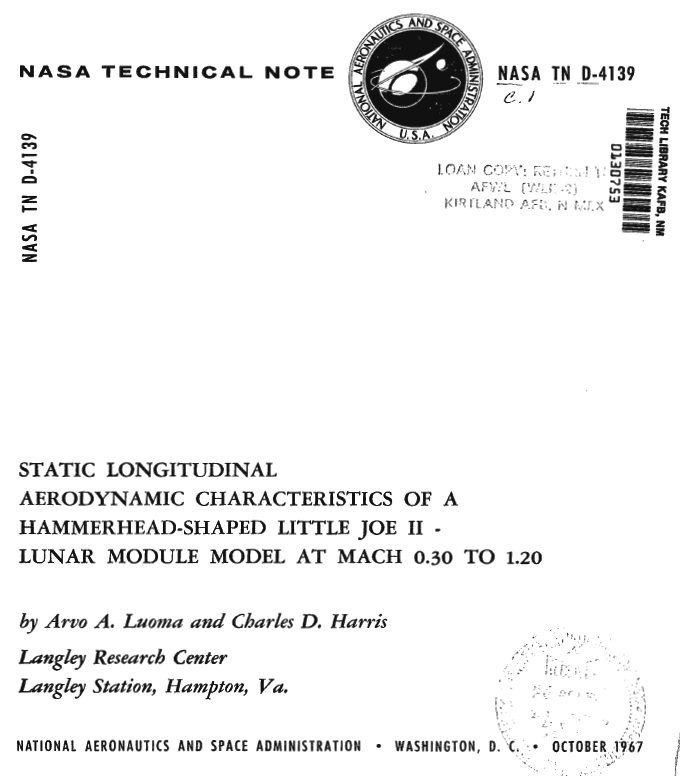 NASA TECHNICAL NOTE
NATIONAL AERONAUTICS AND SPACE ADMINISTRATION
U.S.A.
NASA TN D-4139
C.1
NASA TN D-4139
LOAN COPY: RETURN TO
AFWL
KIRTLAND AFB, N MEX
0130753
TECH LIBRARY KAFB, NM
STATIC LONGITUDINAL
AERODYNAMIC CHARACTERISTICS OF A
HAMMERHEAD-SHAPED LITTLE JOE II -
LUNAR MODULE MODEL AT MACH 0.30 TO 1.20
by Arvo A. Luoma and Charles D. Harris
Langley Research Center
Langley Station, Hampton, Va.
NATIONAL AERONAUTICS AND SPACE ADMINISTRATION • WASHINGTON, D. C. • OCTOBER 1967